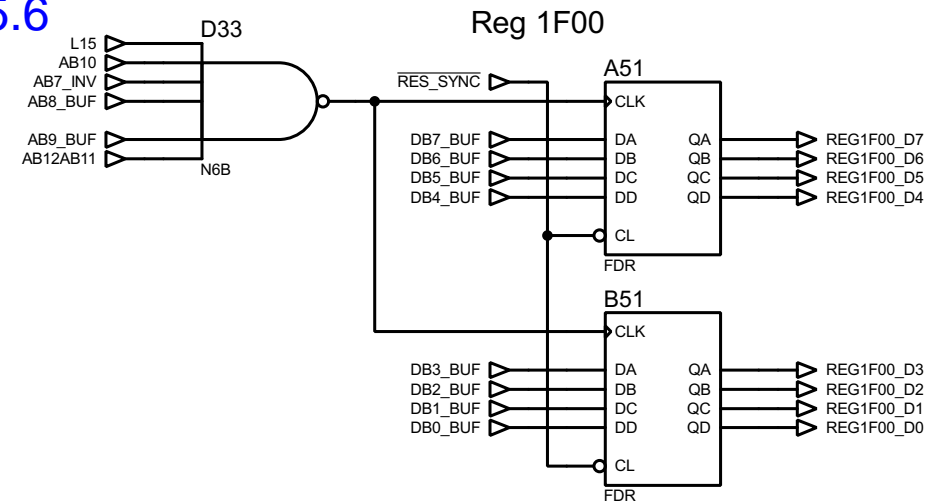 5.6
Reg 1F00
D33
L15
AB10
AB7_INV
AB8_BUF
AB9_BUF
AB12AB11
N6B
RES_SYNC
A51
CLK
DB7_BUF DA QA REG1F00_D7
DB6_BUF DB QB REG1F00_D6
DB5_BUF DC QC REG1F00_D5
DB4_BUF DD QD REG1F00_D4
CL
FDR
B51
CLK
DB3_BUF DA QA REG1F00_D3
DB2_BUF DB QB REG1F00_D2
DB1_BUF DC QC REG1F00_D1
DB0_BUF DD QD REG1F00_D0
CL
FDR